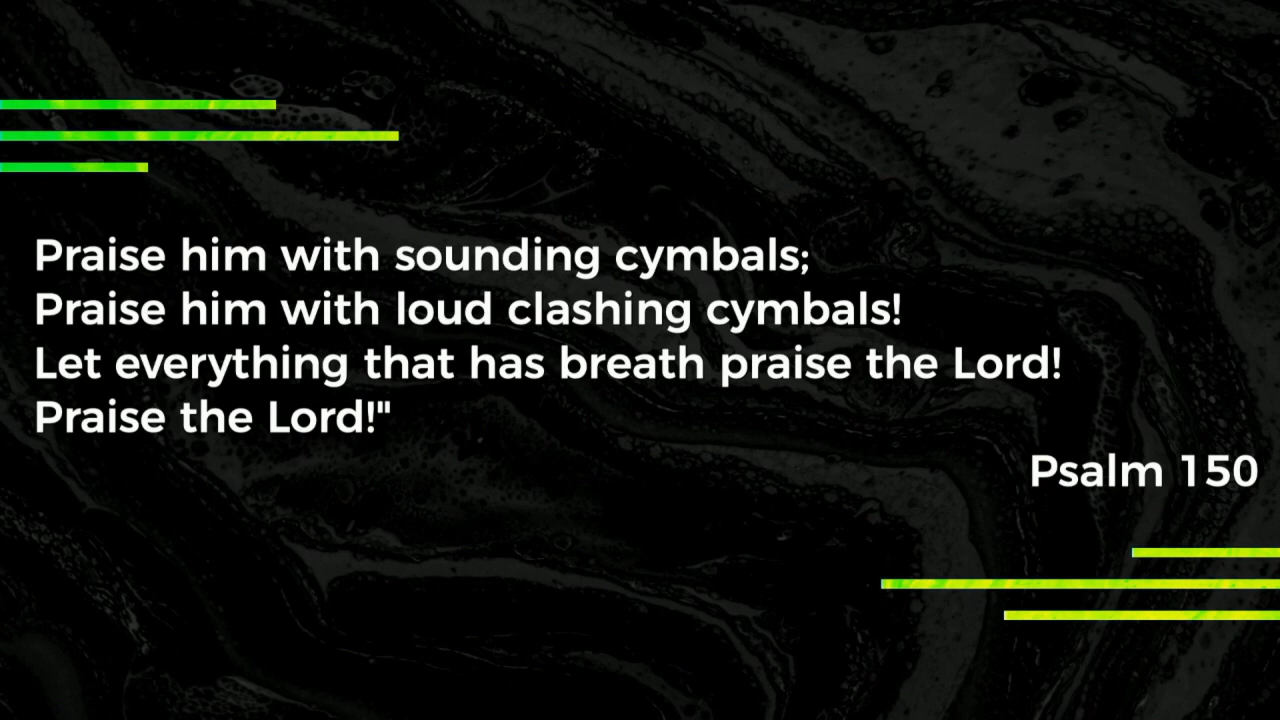 Praise him with sounding cymbals;
Praise him with loud clashing cymbals!
Let everything that has breath praise the Lord!
Praise the Lord!"
Psalm 150